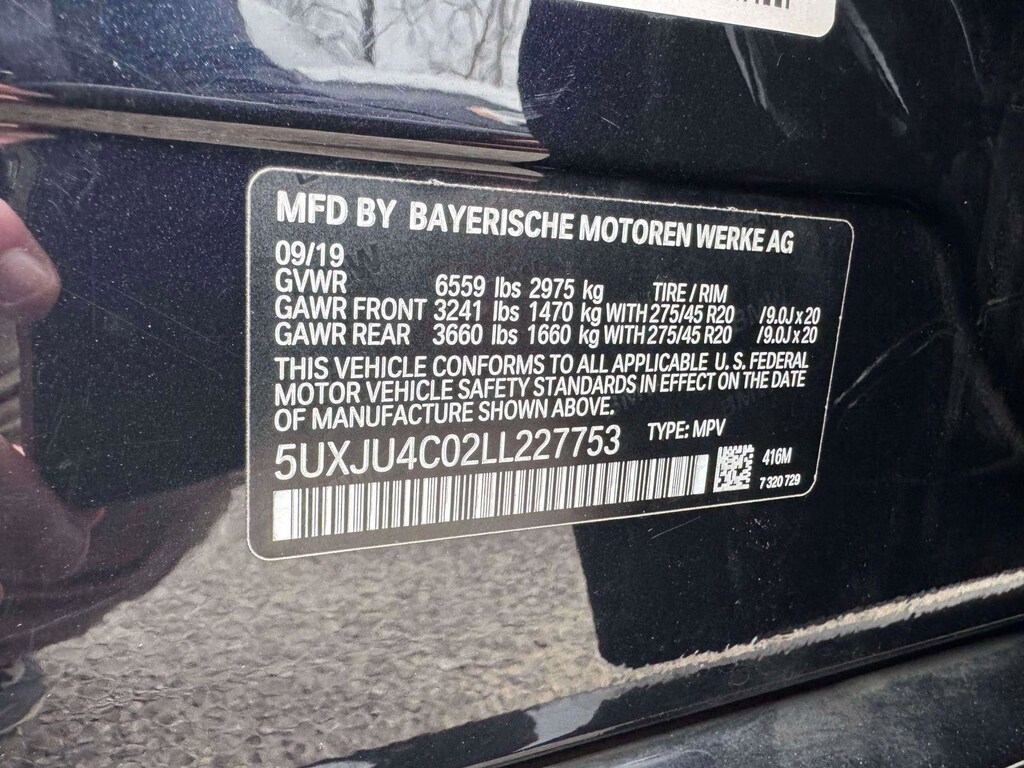 MFD BY BAYERISCHE MOTOREN WERKE AG
09/19
GVWR 6559 lbs 2975 kg TIRE / RIM
GAWR FRONT 3241 lbs 1470 kg WITH 275/45 R20 /9.0J x 20
GAWR REAR 3660 lbs 1660 kg WITH 275/45 R20 /9.0J x 20
THIS VEHICLE CONFORMS TO ALL APPLICABLE U. S. FEDERAL
MOTOR VEHICLE SAFETY STANDARDS IN EFFECT ON THE DATE
OF MANUFACTURE SHOWN ABOVE.
5UXJU4C02LL227753 TYPE: MPV
416M
7 320 729